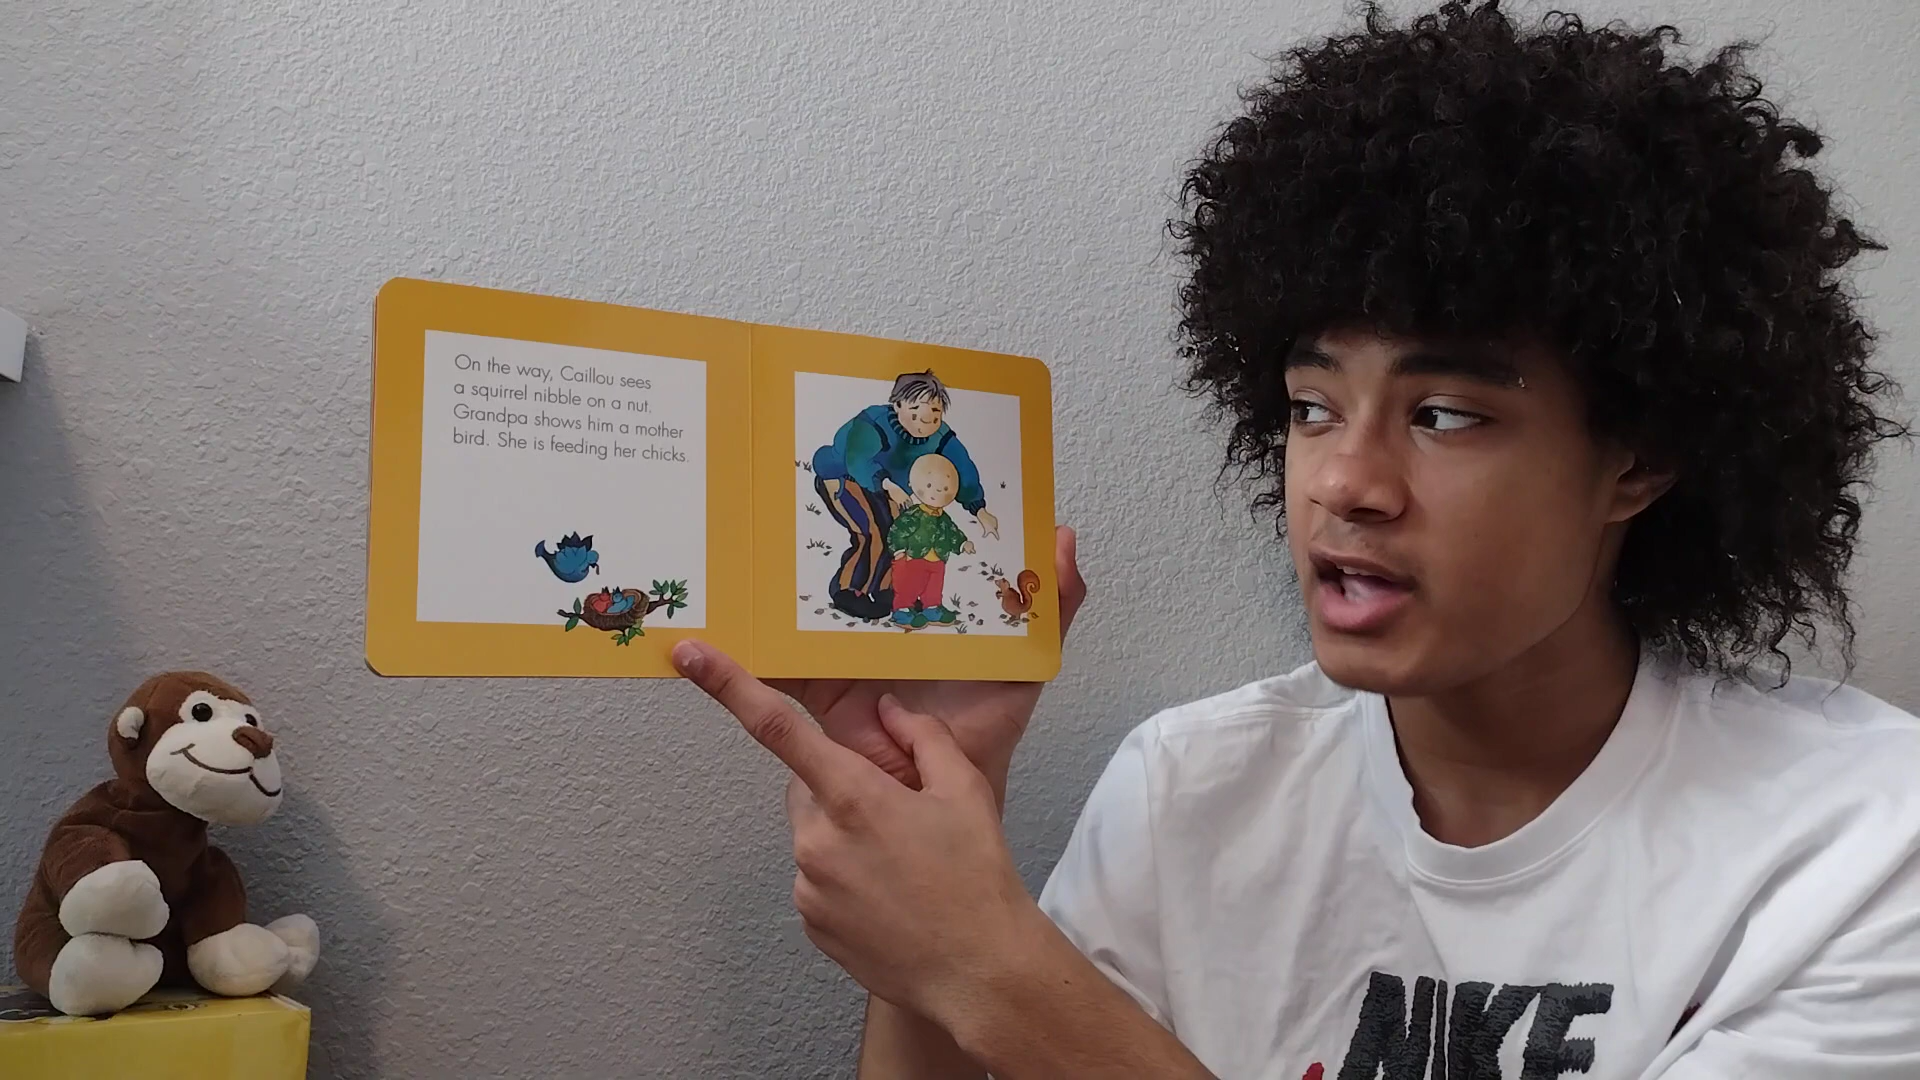 On the way, Caillou sees
a squirrel nibble on a nut.
Grandpa shows him a mother
bird. She is feeding her chicks.
NIKE